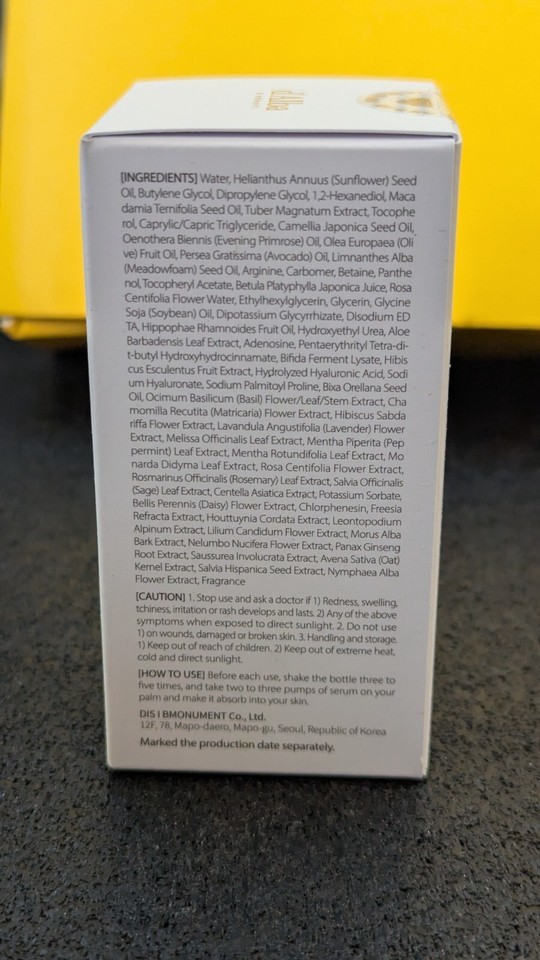 d'Alba
[INGREDIENTS] Water, Helianthus Annuus (Sunflower) Seed
Oil, Butylene Glycol, Dipropylene Glycol, 1,2-Hexanediol, Maca
damia Ternifolia Seed Oil, Tuber Magnatum Extract, Tocophe
rol, Caprylic/Capric Triglyceride, Camellia Japonica Seed Oil,
Oenothera Biennis (Evening Primrose) Oil, Olea Europaea (Oli
ve) Fruit Oil, Persea Gratissima (Avocado) Oil, Limnanthes Alba
(Meadowfoam) Seed Oil, Arginine, Carbomer, Betaine, Panthe
nol, Tocopheryl Acetate, Betula Platyphylla Japonica Juice, Rosa
Centifolia Flower Water, Ethylhexylglycerin, Glycerin, Glycine
Soja (Soybean) Oil, Dipotassium Glycyrrhizate, Disodium ED
TA, Hippophae Rhamnoides Fruit Oil, Hydroxyethyl Urea, Aloe
Barbadensis Leaf Extract, Adenosine, Pentaerythrityl Tetra-di-
t-butyl Hydroxyhydrocinnamate, Bifida Ferment Lysate, Hibis
cus Esculentus Fruit Extract, Hydrolyzed Hyaluronic Acid, Sodi
um Hyaluronate, Sodium Palmitoyl Proline, Bixa Orellana Seed
Oil, Ocimum Basilicum (Basil) Flower/Leaf/Stem Extract, Cha
momilla Recutita (Matricaria) Flower Extract, Hibiscus Sabda
riffa Flower Extract, Lavandula Angustifolia (Lavender) Flower
Extract, Melissa Officinalis Leaf Extract, Mentha Piperita (Pep
permint) Leaf Extract, Mentha Rotundifolia Leaf Extract, Mo
narda Didyma Leaf Extract, Rosa Centifolia Flower Extract,
Rosmarinus Officinalis (Rosemary) Leaf Extract, Salvia Officinalis
(Sage) Leaf Extract, Centella Asiatica Extract, Potassium Sorbate,
Bellis Perennis (Daisy) Flower Extract, Chlorphenesin, Freesia
Refracta Extract, Houttuynia Cordata Extract, Leontopodium
Alpinum Extract, Lilium Candidum Flower Extract, Morus Alba
Bark Extract, Nelumbo Nucifera Flower Extract, Panax Ginseng
Root Extract, Saussurea Involucrata Extract, Avena Sativa (Oat)
Kernel Extract, Salvia Hispanica Seed Extract, Nymphaea Alba
Flower Extract, Fragrance
[CAUTION] 1. Stop use and ask a doctor if 1) Redness, swelling,
tchiness, irritation or rash develops and lasts. 2) Any of the above
symptoms when exposed to direct sunlight. 2. Do not use
1) on wounds, damaged or broken skin. 3. Handling and storage.
1) Keep out of reach of children. 2) Keep out of extreme heat,
cold and direct sunlight.
[HOW TO USE] Before each use, shake the bottle three to
five times, and take two to three pumps of serum on your
palm and make it absorb into your skin.
DIS I BMONUMENT Co., Ltd.
12F, 78, Mapo-daero, Mapo-gu, Seoul, Republic of Korea
Marked the production date separately.